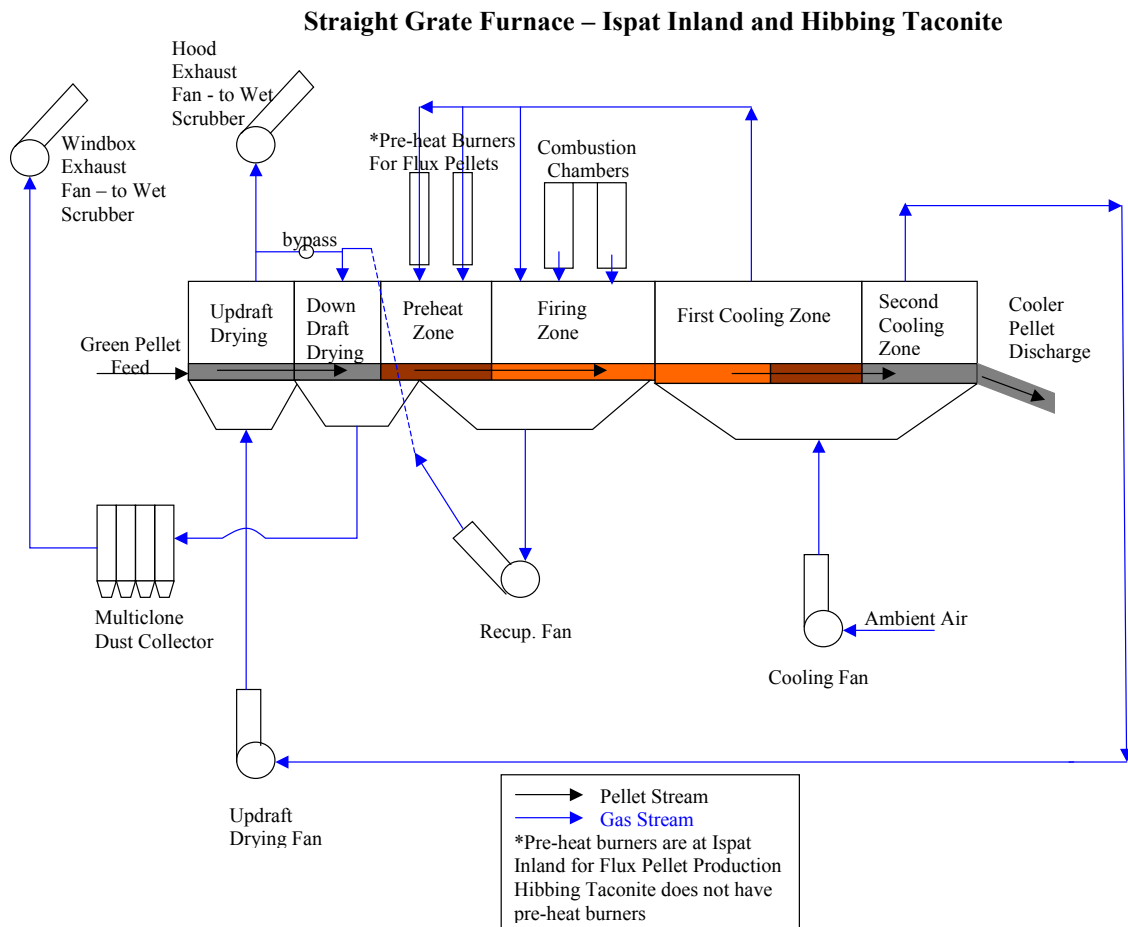 Straight Grate Furnace – Ispat Inland and Hibbing Taconite
Hood
Exhaust
Fan - to Wet
Scrubber
Windbox
Exhaust
Fan – to Wet
Scrubber
*Pre-heat Burners
For Flux Pellets
Combustion
Chambers
bypass
Updraft
Drying
Down
Draft
Drying
Preheat
Zone
Firing
Zone
First Cooling Zone
Second
Cooling
Zone
Cooler
Pellet
Discharge
Green Pellet
Feed
Multiclone
Dust Collector
Recup. Fan
Ambient Air
Cooling Fan
Updraft
Drying Fan
Pellet Stream
Gas Stream
*Pre-heat burners are at Ispat
Inland for Flux Pellet Production
Hibbing Taconite does not have
pre-heat burners